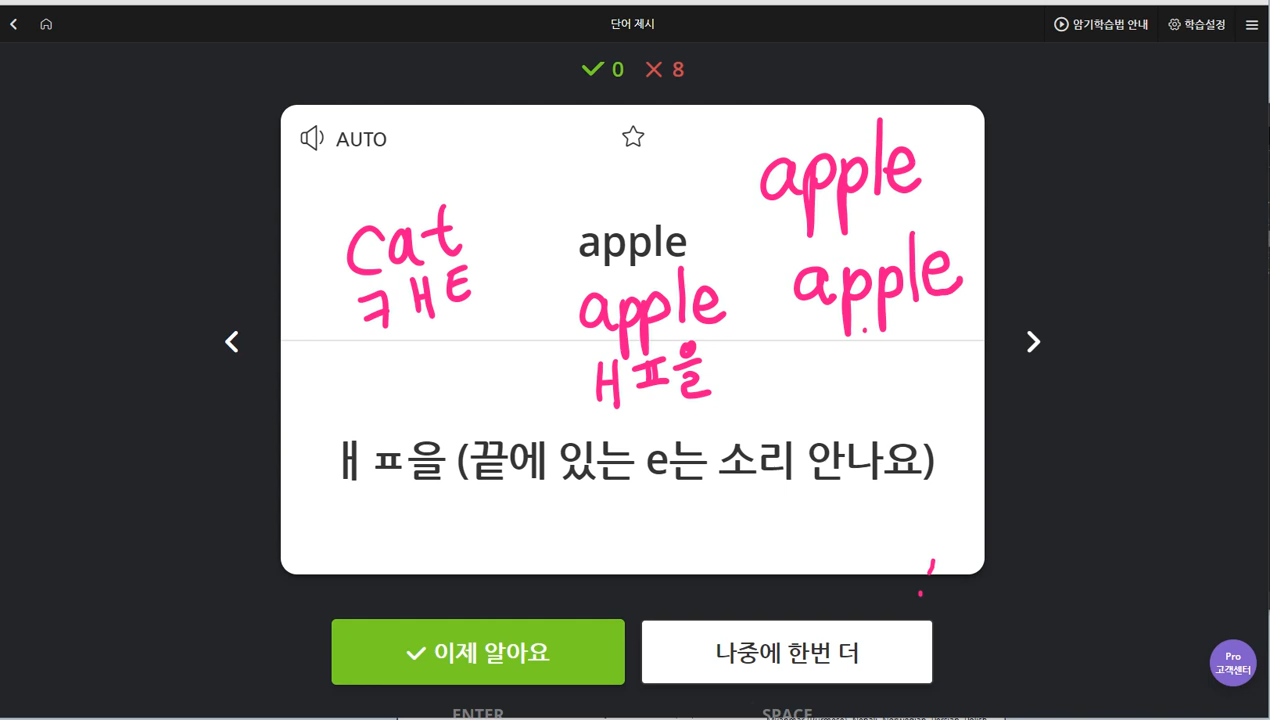 단어 제시
암기학습법 안내
학습설정
0
8
AUTO
apple
cat
apple
ㅋㅐㅌ
apple
apple
ㅐㅍ을
ㅐㅍ을 (끝에 있는 e는 소리 안나요)
이제 알아요
나중에 한번 더
Pro
고객센터
ENTER
SPACE